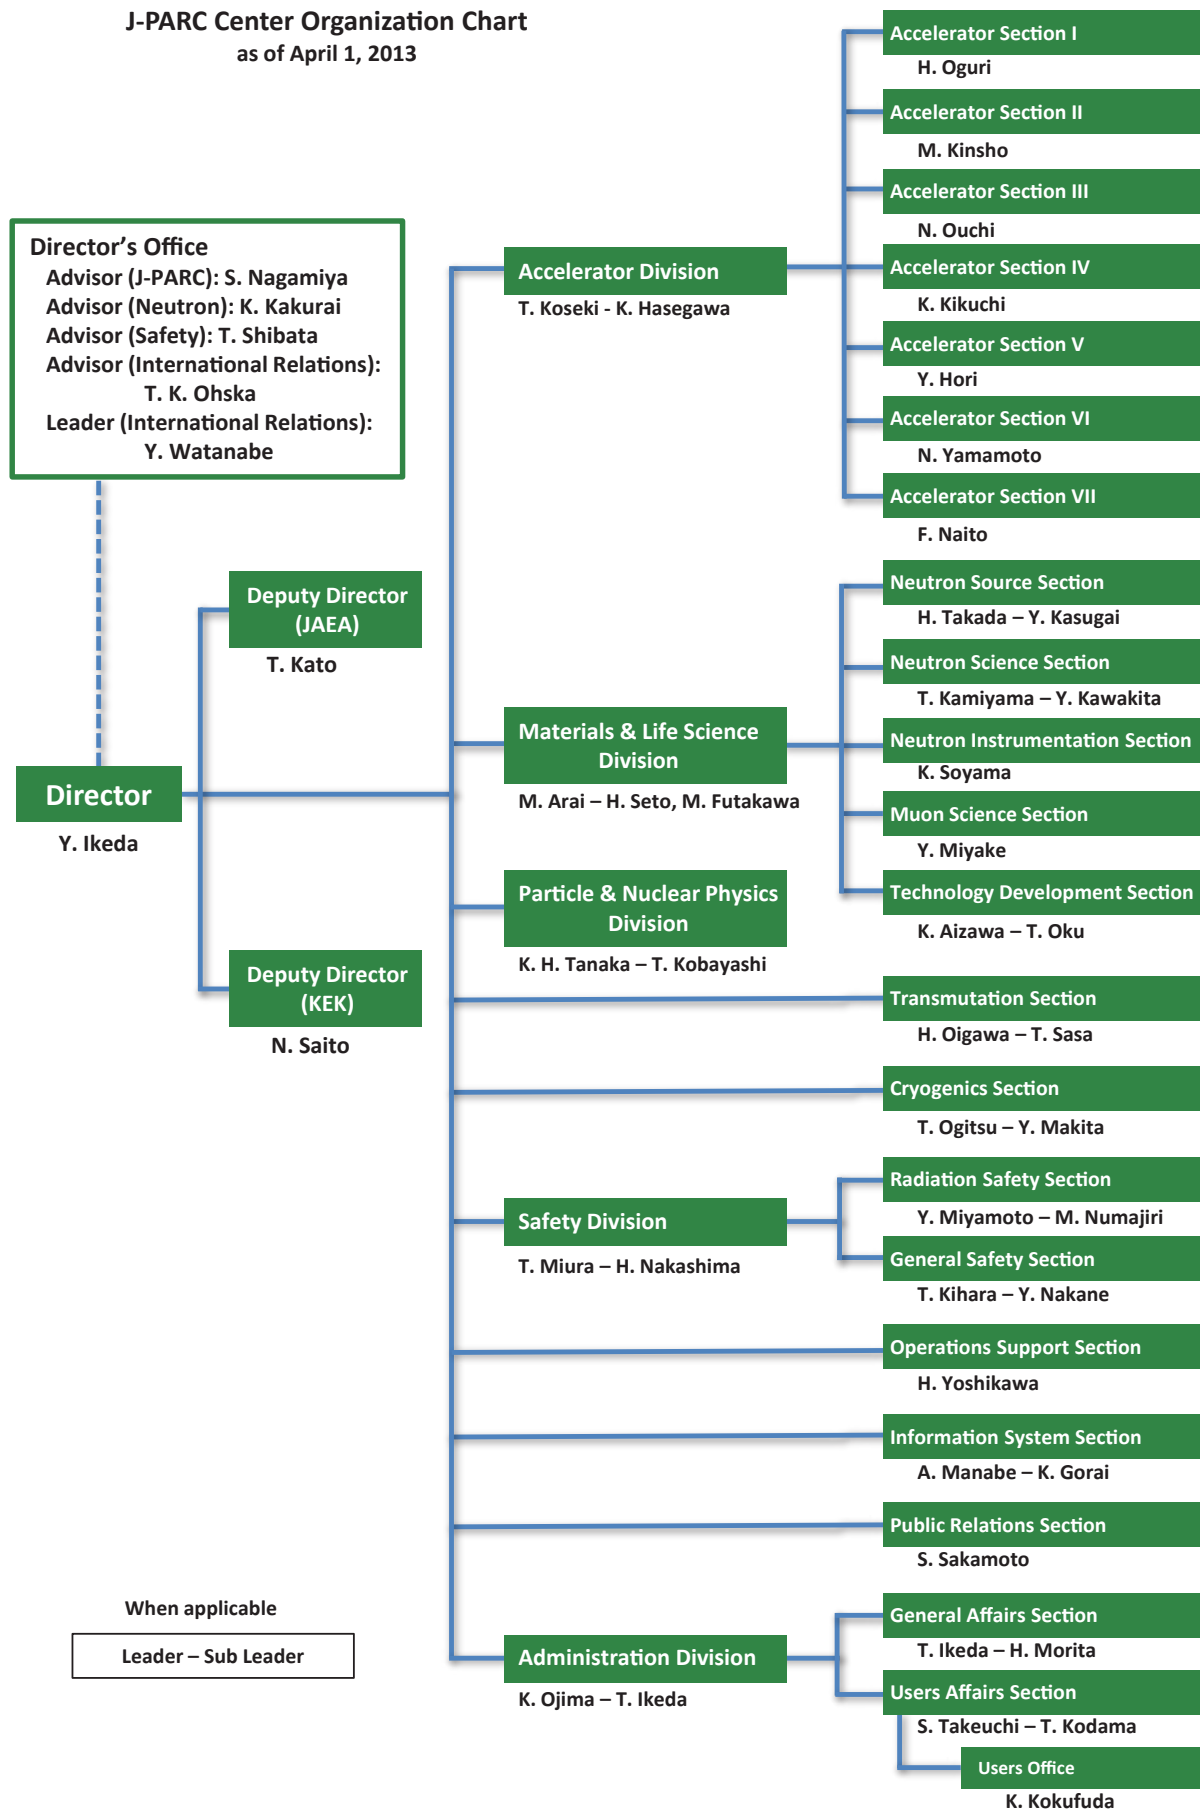 J-PARC Center Organization Chart
as of April 1, 2013
Director's Office
Advisor (J-PARC): S. Nagamiya
Advisor (Neutron): K. Kakurai
Advisor (Safety): T. Shibata
Advisor (International Relations):
T. K. Ohska
Leader (International Relations):
Y. Watanabe
Director
Y. Ikeda
Deputy Director
(JAEA)
T. Kato
Deputy Director
(KEK)
N. Saito
Accelerator Division
T. Koseki - K. Hasegawa
Accelerator Section I
H. Oguri
Accelerator Section II
M. Kinsho
Accelerator Section III
N. Ouchi
Accelerator Section IV
K. Kikuchi
Accelerator Section V
Y. Hori
Accelerator Section VI
N. Yamamoto
Accelerator Section VII
F. Naito
Materials & Life Science
Division
M. Arai – H. Seto, M. Futakawa
Neutron Source Section
H. Takada – Y. Kasugai
Neutron Science Section
T. Kamiyama – Y. Kawakita
Neutron Instrumentation Section
K. Soyama
Muon Science Section
Y. Miyake
Technology Development Section
K. Aizawa – T. Oku
Particle & Nuclear Physics
Division
K. H. Tanaka – T. Kobayashi
Transmutation Section
H. Oigawa – T. Sasa
Cryogenics Section
T. Ogitsu – Y. Makita
Safety Division
T. Miura – H. Nakashima
Radiation Safety Section
Y. Miyamoto – M. Numajiri
General Safety Section
T. Kihara – Y. Nakane
Operations Support Section
H. Yoshikawa
Information System Section
A. Manabe – K. Gorai
Public Relations Section
S. Sakamoto
Administration Division
K. Ojima – T. Ikeda
General Affairs Section
T. Ikeda – H. Morita
Users Affairs Section
S. Takeuchi – T. Kodama
Users Office
K. Kokufuda
When applicable
Leader – Sub Leader